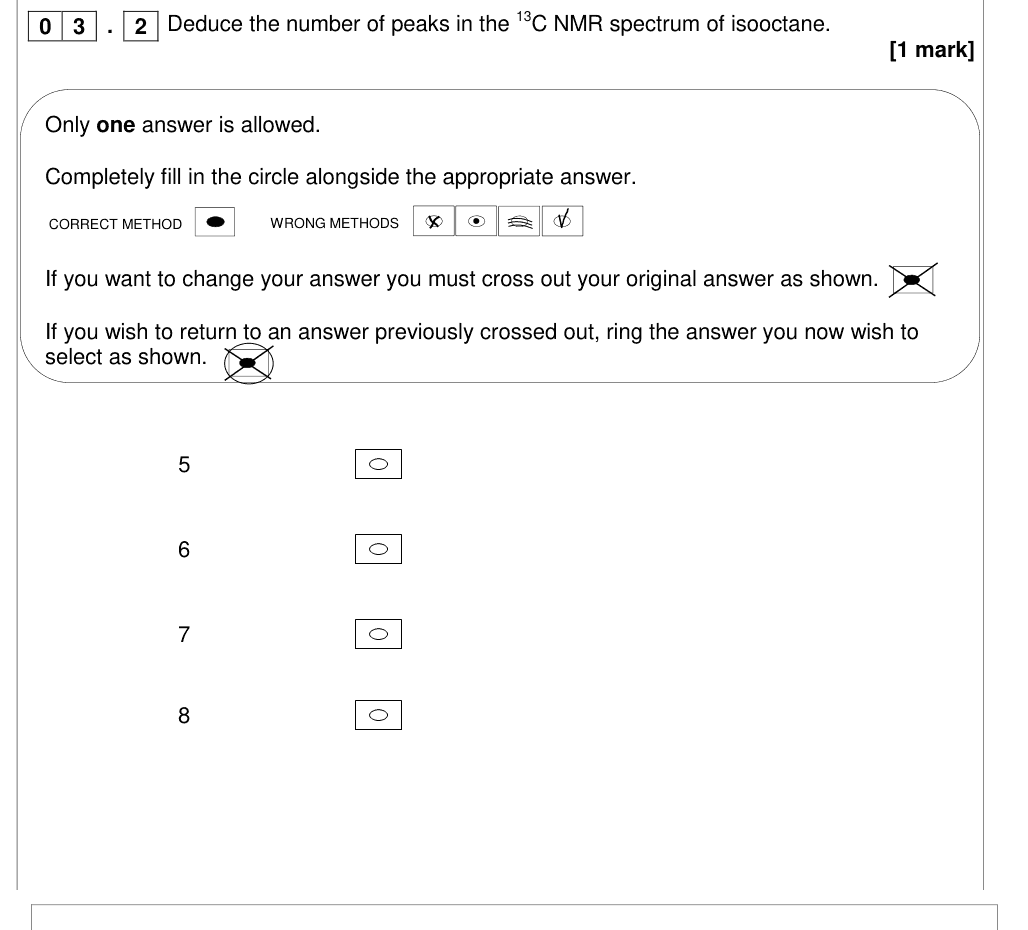 0 3 . 2 Deduce the number of peaks in the ¹³C NMR spectrum of isooctane.
[1 mark]
Only one answer is allowed.
Completely fill in the circle alongside the appropriate answer.
CORRECT METHOD WRONG METHODS
If you want to change your answer you must cross out your original answer as shown.
If you wish to return to an answer previously crossed out, ring the answer you now wish to
select as shown.
5
6
7
8